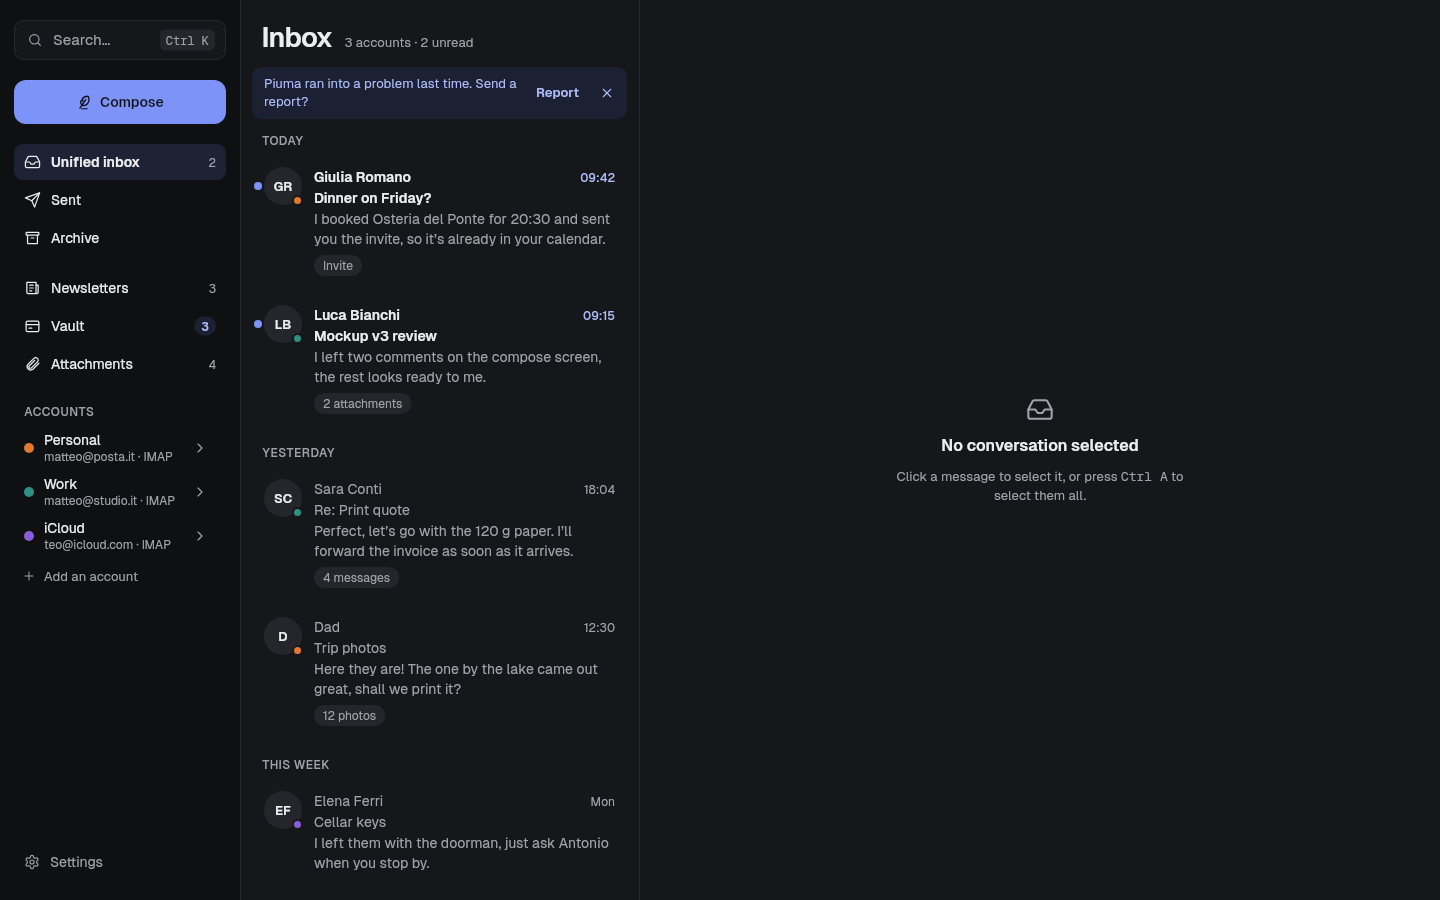 Search...
Ctrl K
Compose
Unified inbox
2
Sent
Archive
Newsletters
3
Vault
3
Attachments
4
ACCOUNTS
Personal
matteo@posta.it · IMAP
Work
matteo@studio.it · IMAP
iCloud
teo@icloud.com · IMAP
Add an account
Settings
Inbox
3 accounts · 2 unread
Piuma ran into a problem last time. Send a
report?
Report
TODAY
GR
Giulia Romano
09:42
Dinner on Friday?
I booked Osteria del Ponte for 20:30 and sent
you the invite, so it’s already in your calendar.
Invite
LB
Luca Bianchi
09:15
Mockup v3 review
I left two comments on the compose screen,
the rest looks ready to me.
2 attachments
YESTERDAY
SC
Sara Conti
18:04
Re: Print quote
Perfect, let’s go with the 120 g paper. I’ll
forward the invoice as soon as it arrives.
4 messages
D
Dad
12:30
Trip photos
Here they are! The one by the lake came out
great, shall we print it?
12 photos
THIS WEEK
EF
Elena Ferri
Mon
Cellar keys
I left them with the doorman, just ask Antonio
when you stop by.
No conversation selected
Click a message to select it, or press Ctrl A to
select them all.